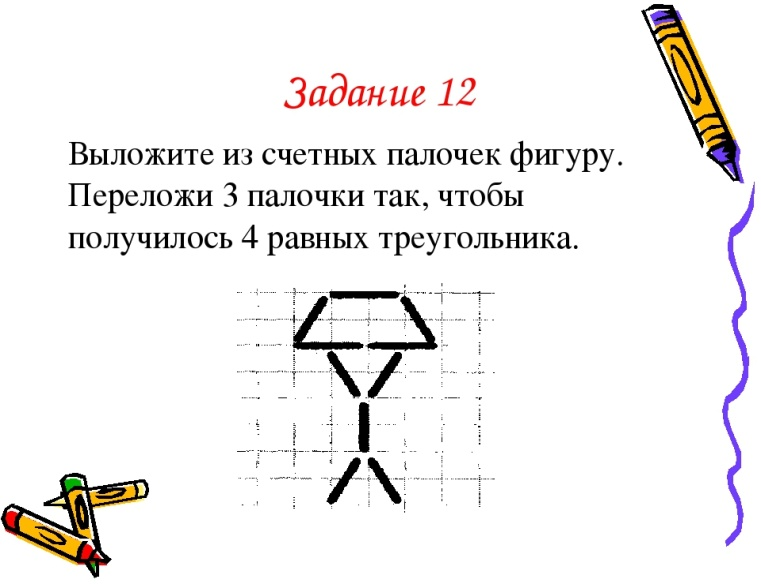 Задание 12
Выложите из счетных палочек фигуру.
Переложи 3 палочки так, чтобы
получилось 4 равных треугольника.